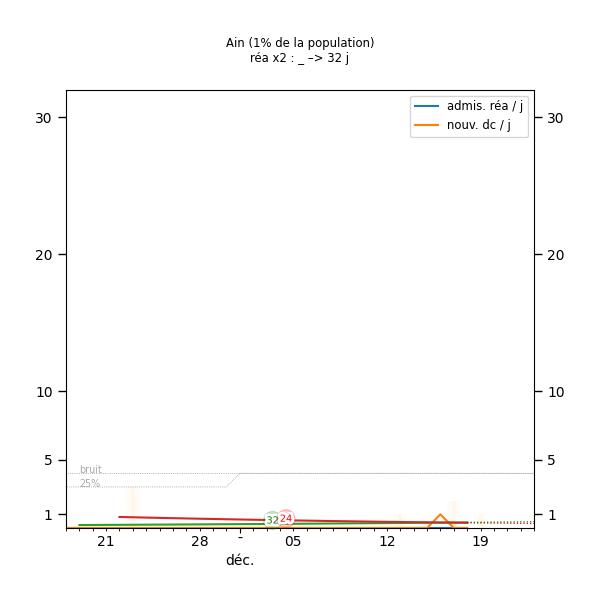 Ain (1% de la population)
réa x2 : _ –> 32 j
admis. réa / j
nouv. dc / j
30 30
20 20
10 10
5 5
bruit
25%
1 32 24 1
21 28 - 05 12 19
déc.